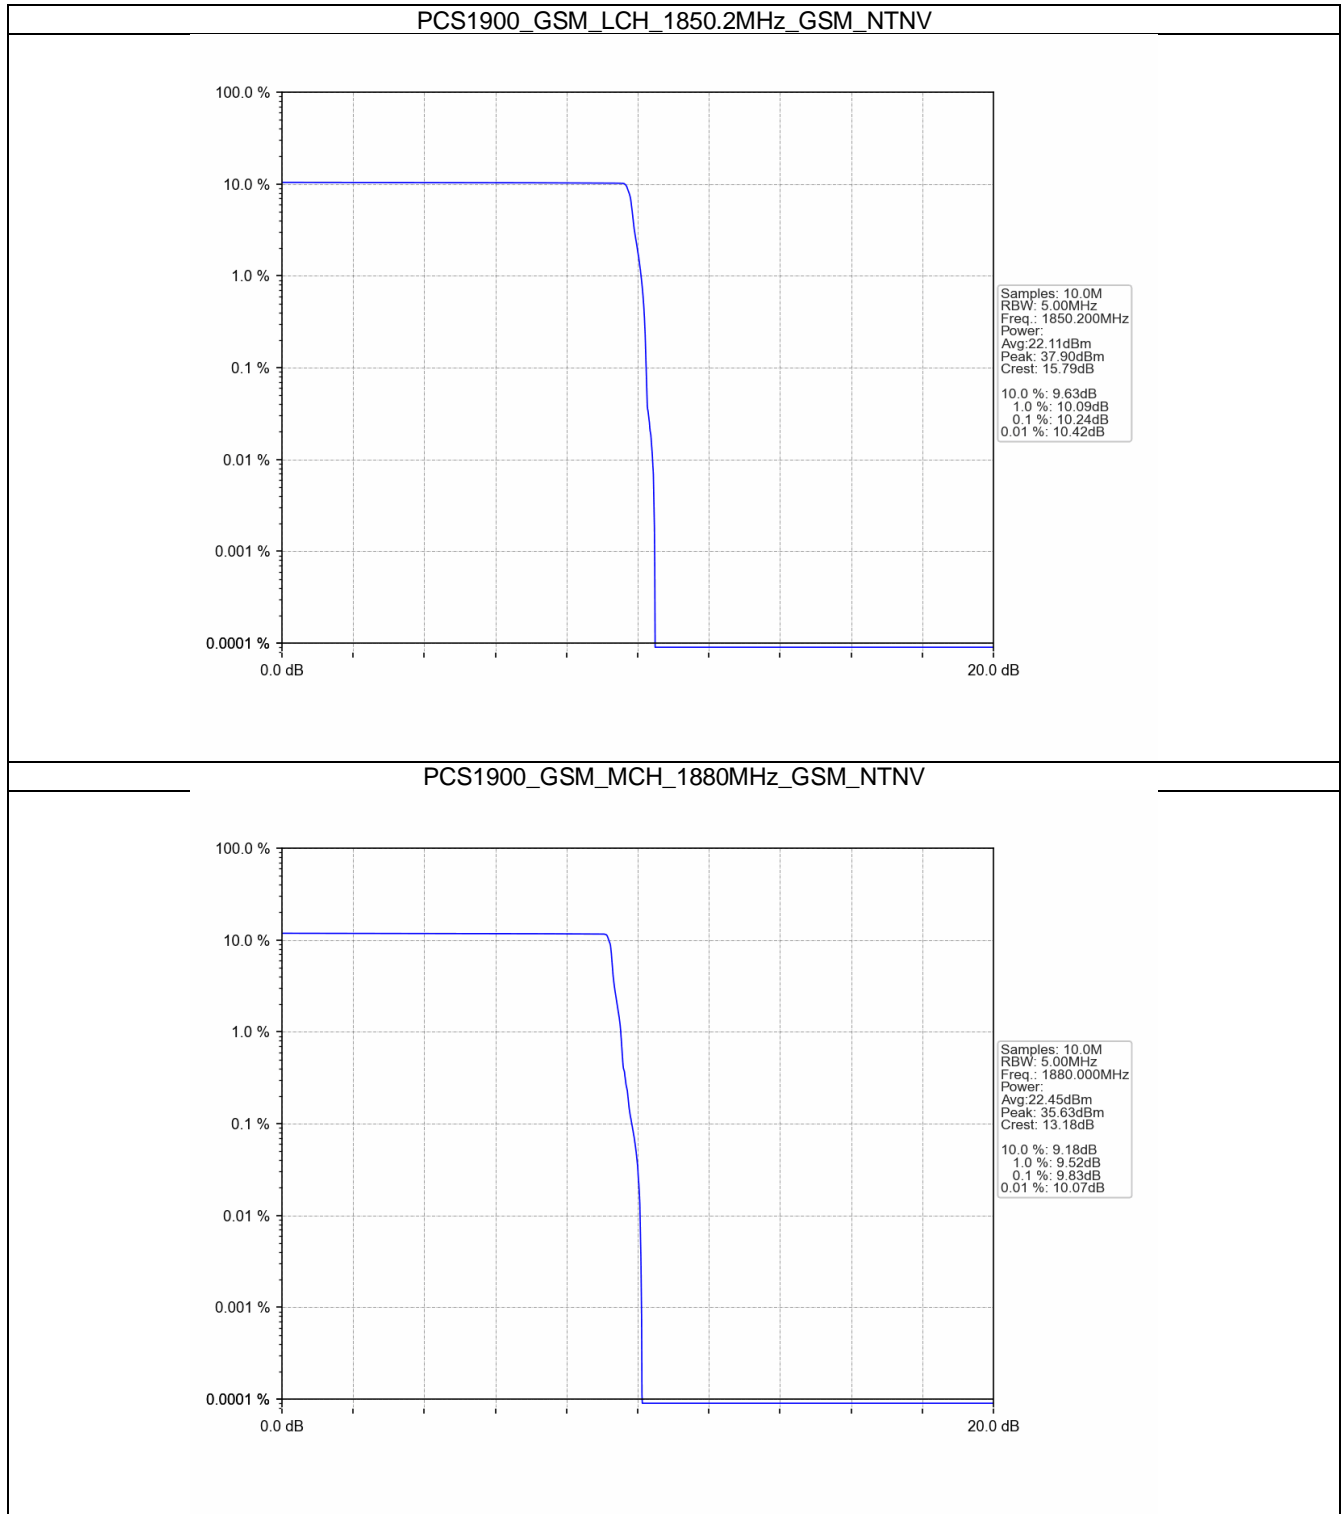 PCS1900_GSM_LCH_1850.2MHz_GSM_NTNV
100.0 %
10.0 %
1.0 %
0.1 %
0.01 %
0.001 %
0.0001 %
0.0 dB
20.0 dB
Samples: 10.0M
RBW: 5.00MHz
Freq.: 1850.200MHz
Power:
Avg:22.11dBm
Peak: 37.90dBm
Crest: 15.79dB
10.0 %: 9.63dB
1.0 %: 10.09dB
0.1 %: 10.24dB
0.01 %: 10.42dB
PCS1900_GSM_MCH_1880MHz_GSM_NTNV
100.0 %
10.0 %
1.0 %
0.1 %
0.01 %
0.001 %
0.0001 %
0.0 dB
20.0 dB
Samples: 10.0M
RBW: 5.00MHz
Freq.: 1880.000MHz
Power:
Avg:22.45dBm
Peak: 35.63dBm
Crest: 13.18dB
10.0 %: 9.18dB
1.0 %: 9.52dB
0.1 %: 9.83dB
0.01 %: 10.07dB